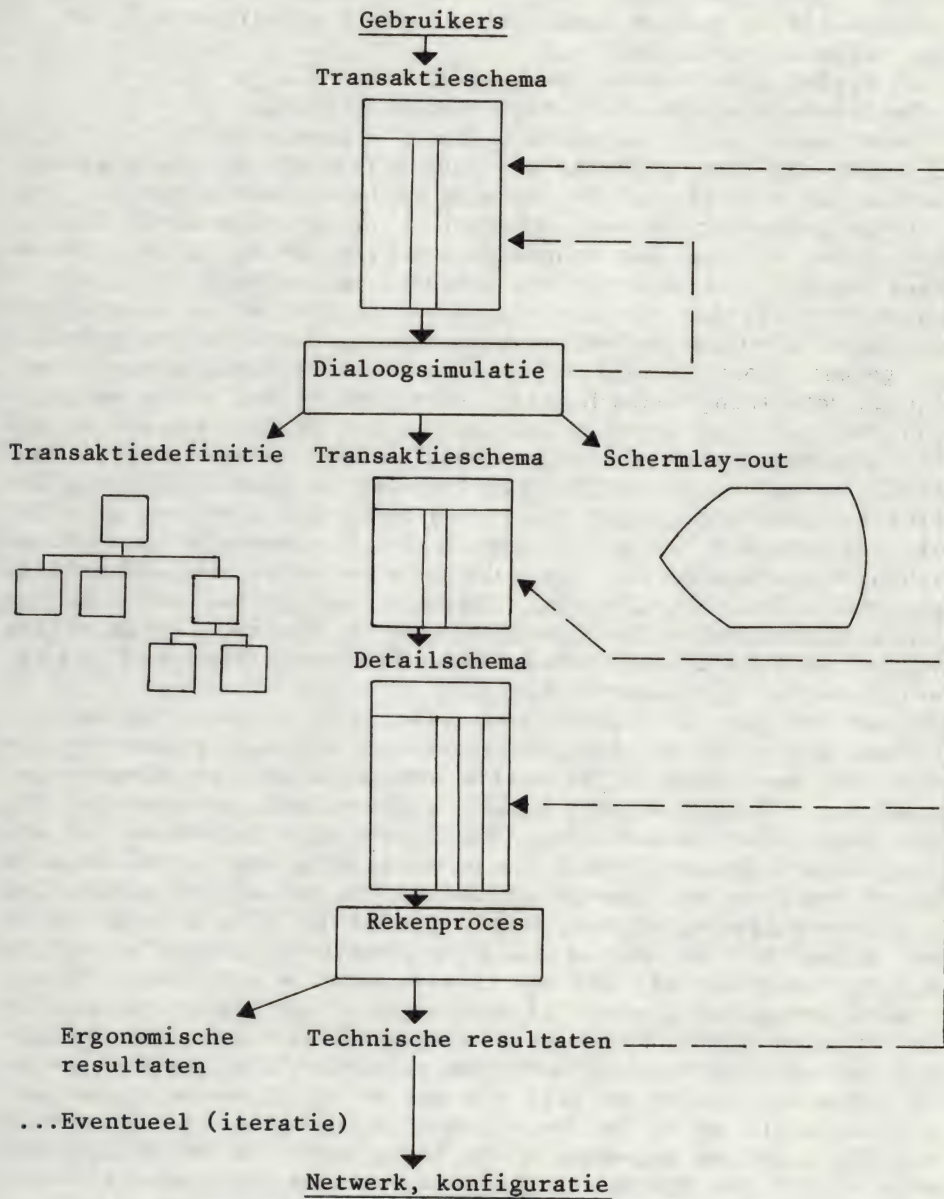 Gebruikers
Transaktieschema
Dialoogsimulatie
Transaktiedefinitie
Transaktieschema
Schermlay-out
Detailschema
Rekenproces
Ergonomische
resultaten
Technische resultaten
...Eventueel (iteratie)
Netwerk, konfiguratie